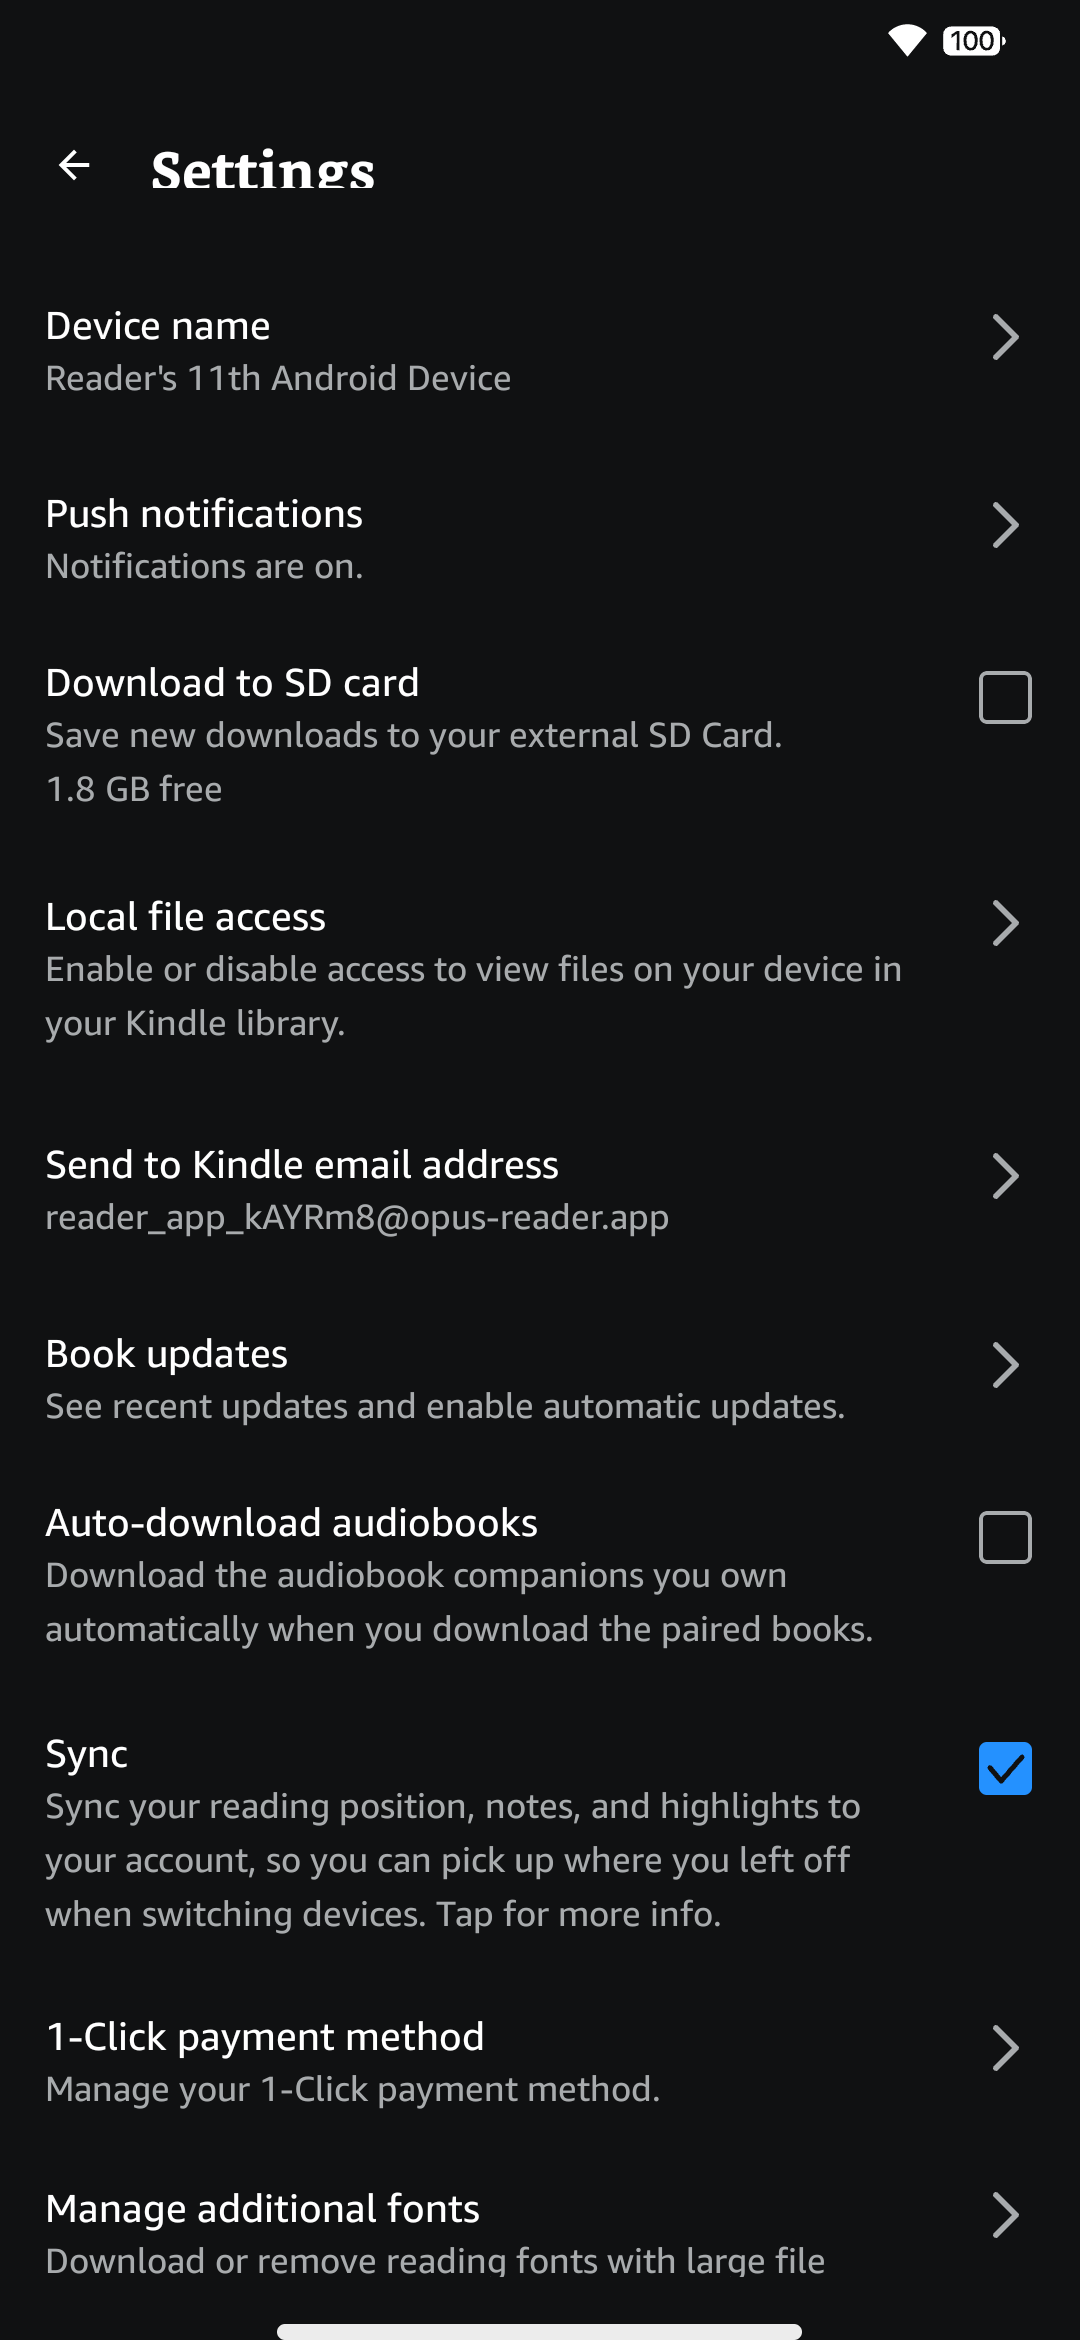 100
Settings
Device name
Reader's 11th Android Device
Push notifications
Notifications are on.
Download to SD card
Save new downloads to your external SD Card.
1.8 GB free
Local file access
Enable or disable access to view files on your device in
your Kindle library.
Send to Kindle email address
reader_app_kAYRm8@opus-reader.app
Book updates
See recent updates and enable automatic updates.
Auto-download audiobooks
Download the audiobook companions you own
automatically when you download the paired books.
Sync
Sync your reading position, notes, and highlights to
your account, so you can pick up where you left off
when switching devices. Tap for more info.
1-Click payment method
Manage your 1-Click payment method.
Manage additional fonts
Download or remove reading fonts with large file